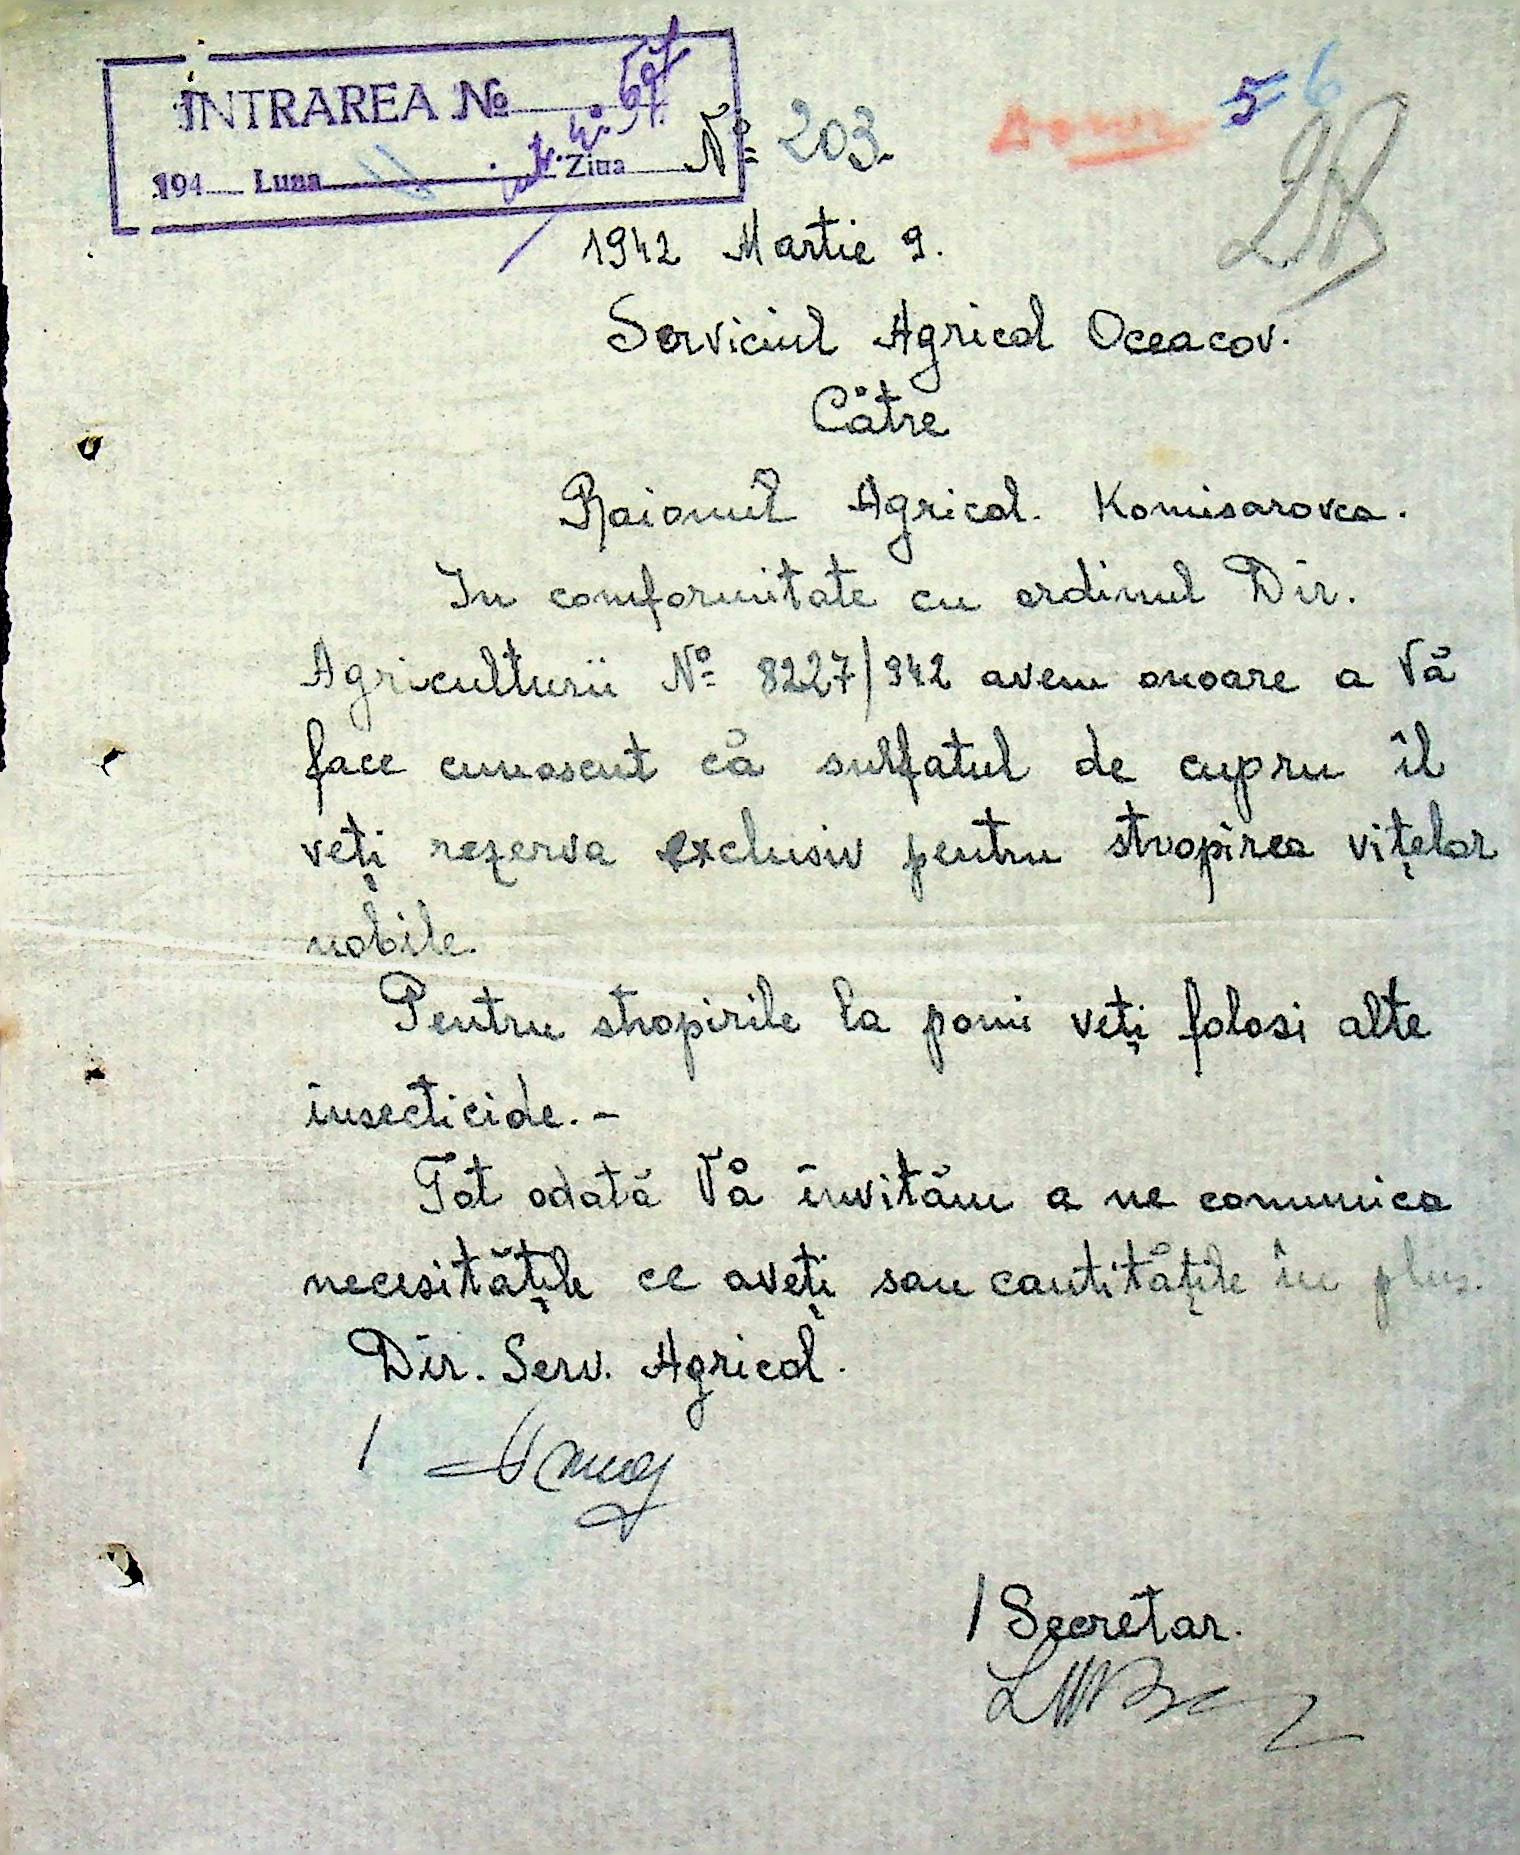 INTRAREA №
194 Luna Ziua
Nº 203.
5 6
1942 Martie 9.
Serviciul Agricol Oceacov.
Către
Raionul Agricol. Komisarovca.
In comformitate cu ordinul Dir.
Agriculturii Nº 8227/942 avem onoare a Vă
face cunoscut că sulfatul de cupru îl
veți rezerva exclusiv pentru stropirea vițelor
nobile.
Pentru stropirile la pomi veți folosi alte
insecticide.-
Tot odată Vă invităm a ne comunica
necesitățile ce aveți sau cantitățile în plus.
Dir. Serv. Agricol.
/ Secretar.